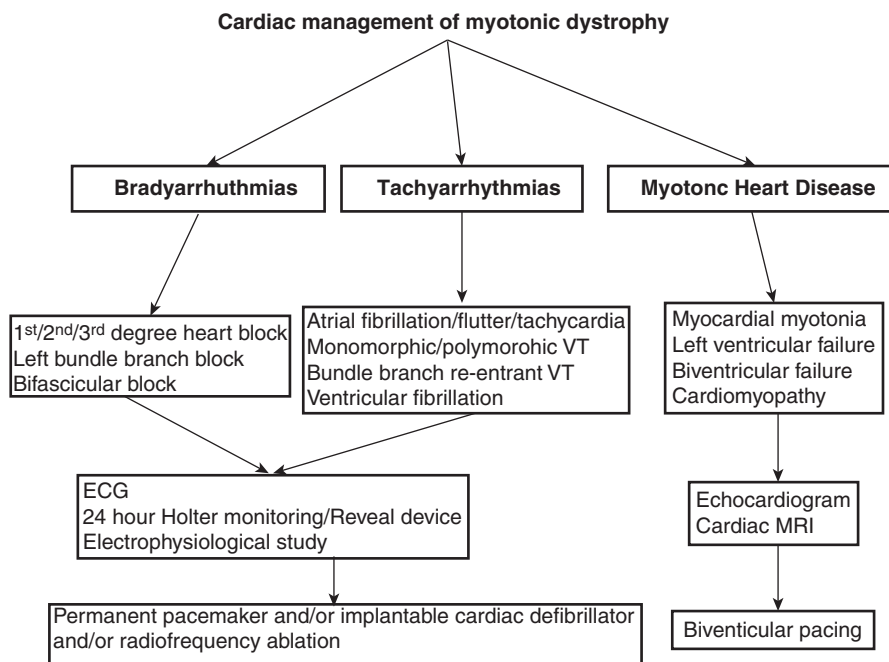 Cardiac management of myotonic dystrophy
Bradyarrhuthmias
Tachyarrhythmias
Myotonc Heart Disease
1st/2nd/3rd degree heart block
Left bundle branch block
Bifascicular block
Atrial fibrillation/flutter/tachycardia
Monomorphic/polymorohic VT
Bundle branch re-entrant VT
Ventricular fibrillation
Myocardial myotonia
Left ventricular failure
Biventricular failure
Cardiomyopathy
ECG
24 hour Holter monitoring/Reveal device
Electrophysiological study
Echocardiogram
Cardiac MRI
Permanent pacemaker and/or implantable cardiac defibrillator
and/or radiofrequency ablation
Biventicular pacing